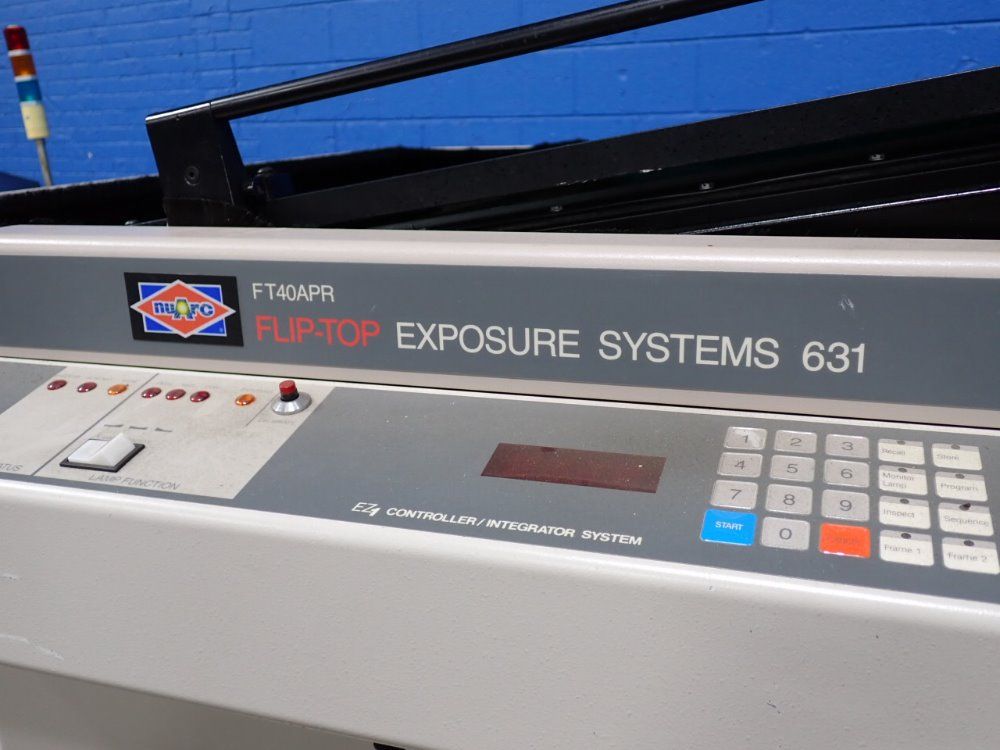 nuArc
FT40APR
FLIP-TOP EXPOSURE SYSTEMS 631
LAMP FUNCTION
EZ1 CONTROLLER/INTEGRATOR SYSTEM
1 2 3 Recall Store
4 5 6 Monitor Lamp Program
7 8 9 Inspect Sequence
START 0 Frame 1 Frame 2